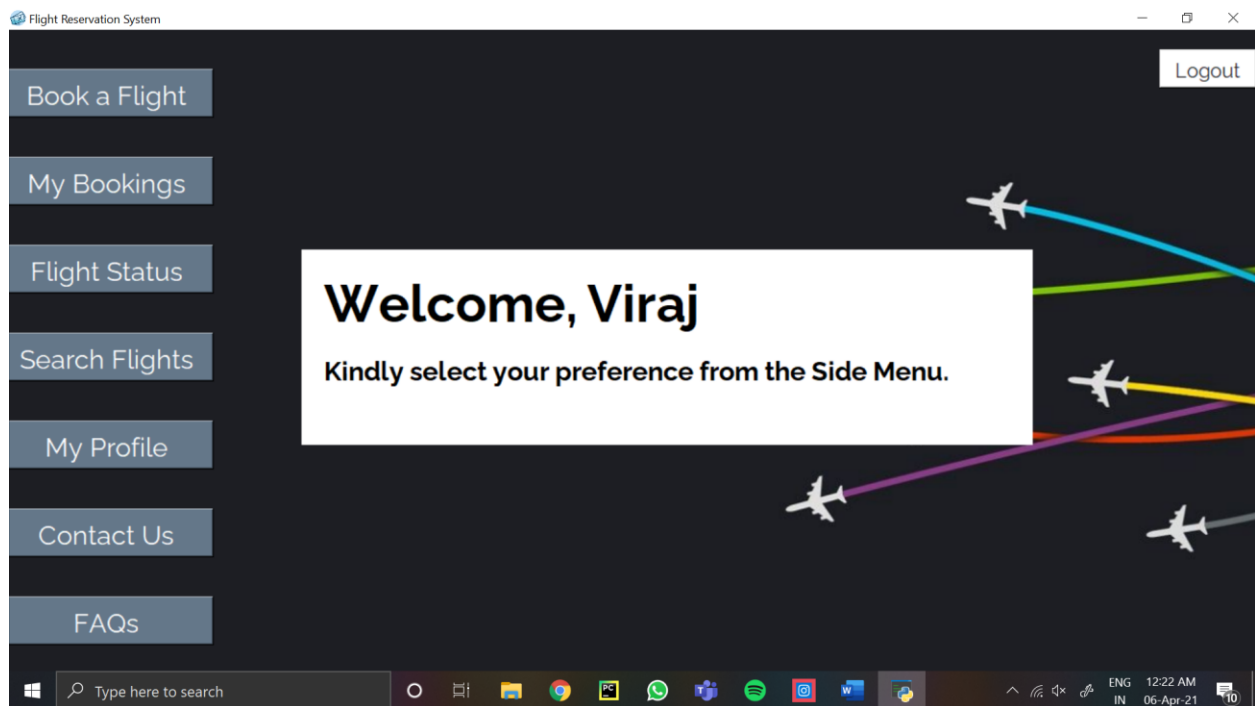 Flight Reservation System
Logout
Book a Flight
My Bookings
Flight Status
Search Flights
My Profile
Contact Us
FAQs
Welcome, Viraj
Kindly select your preference from the Side Menu.
Type here to search
PC
W
ENG
IN
12:22 AM
06-Apr-21
10